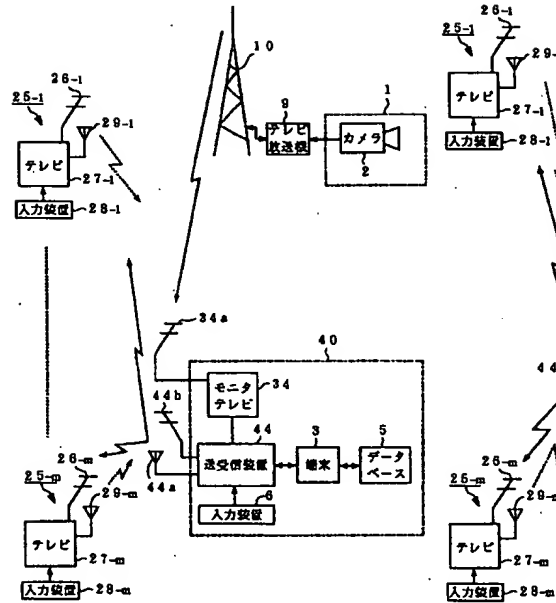 10
26-1
25-1
29-1
テレビ
27-1
入力装置
28-1
9
テレビ
放送機
1
カメラ
2
26-1
25-1
29-
テレビ
27-1
入力装置
28-1
34a
40
モニタ
テレビ
34
44b
44
3
5
送受信装置
端末
データ
ベース
44a
6
入力装置
26-m
25-m
29-m
テレビ
27-m
入力装置
28-m
44
26-m
25-m
29-m
テレビ
27-m
入力装置
28-m